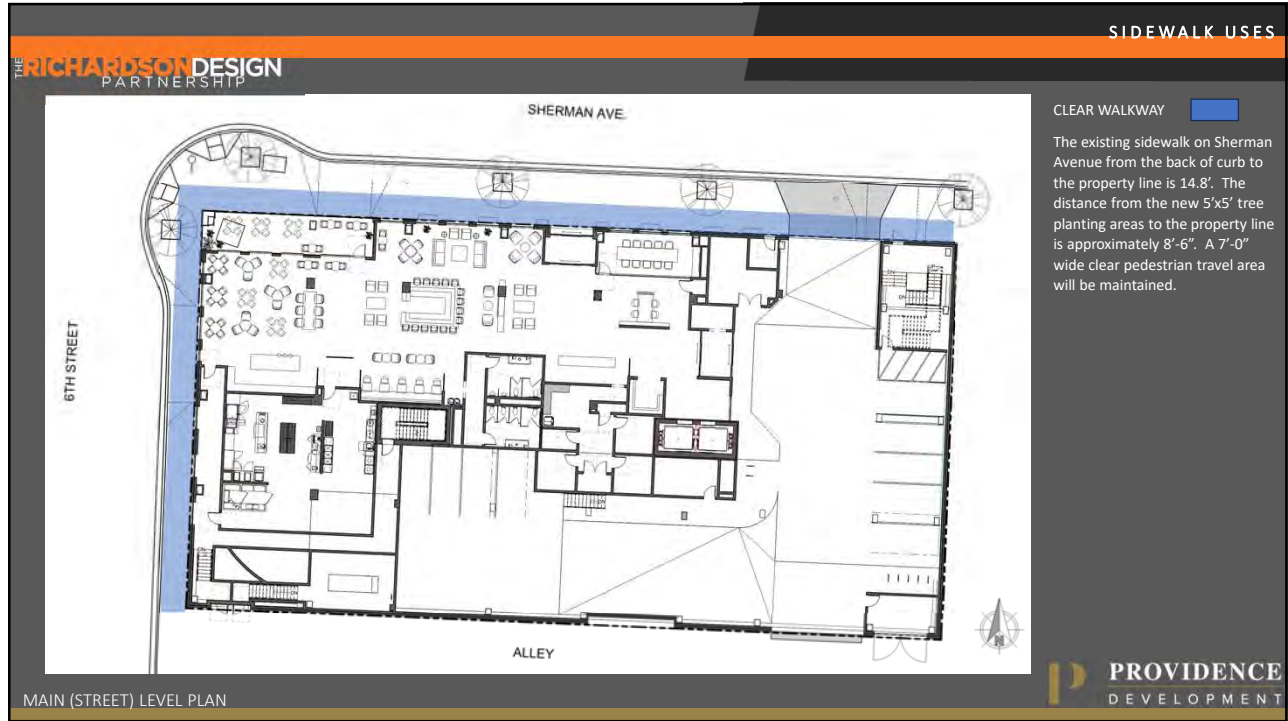 SIDEWALK USES
THE RICHARDSON DESIGN
PARTNERSHIP
SHERMAN AVE.
6TH STREET
ALLEY
N
CLEAR WALKWAY
The existing sidewalk on Sherman
Avenue from the back of curb to
the property line is 14.8’.  The
distance from the new 5’x5’ tree
planting areas to the property line
is approximately 8’-6”.  A 7’-0”
wide clear pedestrian travel area
will be maintained.
MAIN (STREET) LEVEL PLAN
PROVIDENCE
DEVELOPMENT